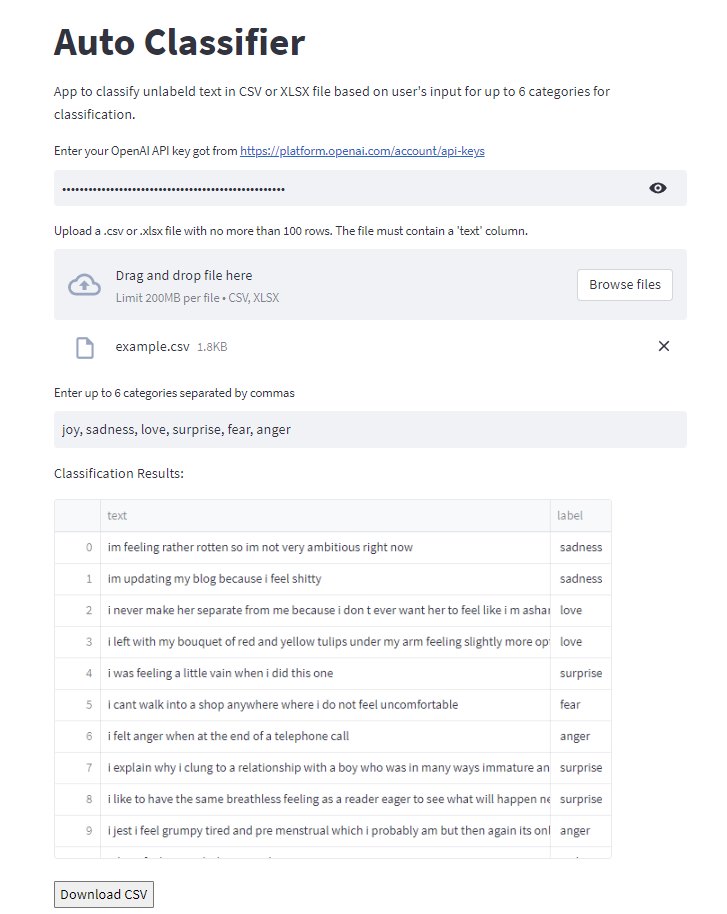 Auto Classifier
App to classify unlabeld text in CSV or XLSX file based on user's input for up to 6 categories for
classification.
Enter your OpenAI API key got from https://platform.openai.com/account/api-keys
Upload a .csv or .xlsx file with no more than 100 rows. The file must contain a 'text' column.
Drag and drop file here
Limit 200MB per file • CSV, XLSX
Browse files
example.csv 1.8KB
Enter up to 6 categories separated by commas
joy, sadness, love, surprise, fear, anger
Classification Results:
text label
0 im feeling rather rotten so im not very ambitious right now sadness
1 im updating my blog because i feel shitty sadness
2 i never make her separate from me because i don t ever want her to feel like i m love
3 i left with my bouquet of red and yellow tulips under my arm feeling slightly more love
4 i was feeling a little vain when i did this one surprise
5 i cant walk into a shop anywhere where i do not feel uncomfortable fear
6 i felt anger when at the end of a telephone call anger
7 i explain why i clung to a relationship with a boy who was in many ways immature an surprise
8 i like to have the same breathless feeling as a reader eager to see what will happen surprise
9 i jest i feel grumpy tired and pre menstrual which i probably am but then again its anger
Download CSV